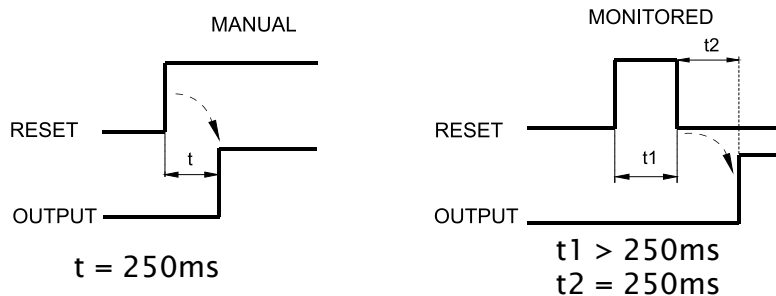 MANUAL
RESET
t
OUTPUT
t = 250ms
MONITORED
t2
RESET
t1
OUTPUT
t1 > 250ms
t2 = 250ms